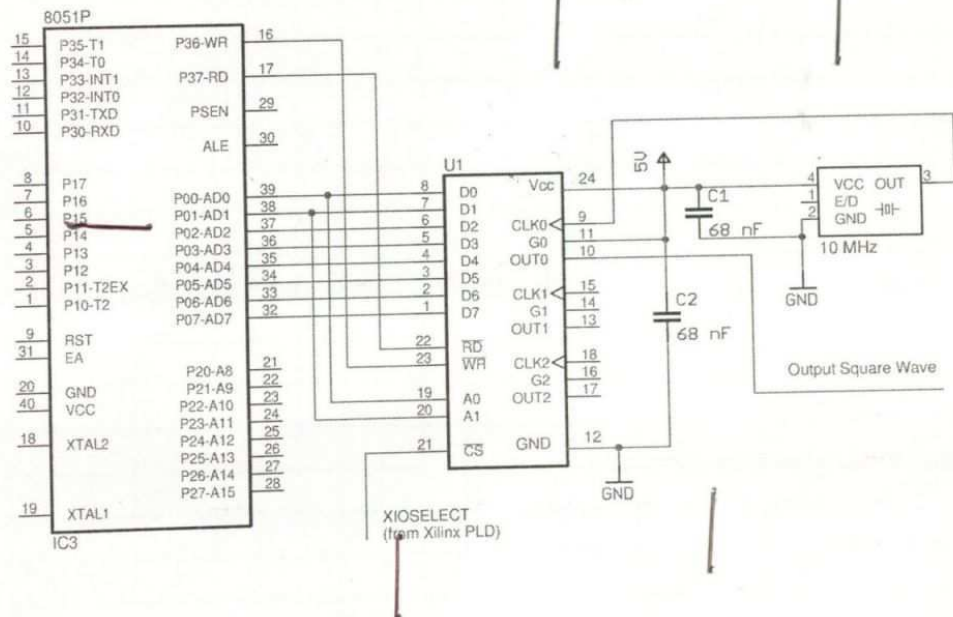 8051P
15 P35-T1
14 P34-T0
13 P33-INT1
12 P32-INT0
11 P31-TXD
10 P30-RXD
8 P17
7 P16
6 P15
5 P14
4 P13
3 P12
2 P11-T2EX
1 P10-T2
9 RST
31 EA
20 GND
40 VCC
18 XTAL2
19 XTAL1
P36-WR 16
P37-RD 17
PSEN 29
ALE 30
P00-AD0 39
P01-AD1 38
P02-AD2 37
P03-AD3 36
P04-AD4 35
P05-AD5 34
P06-AD6 33
P07-AD7 32
P20-A8 21
P21-A9 22
P22-A10 23
P23-A11 24
P24-A12 25
P25-A13 26
P26-A14 27
P27-A15 28
IC3
U1
8 D0
7 D1
6 D2
5 D3
4 D4
3 D5
2 D6
1 D7
22 RD
23 WR
19 A0
20 A1
21 CS
Vcc 24
CLK0 9
G0 11
OUT0 10
CLK1 15
G1 14
OUT1 13
CLK2 18
G2 16
OUT2 17
GND 12
XIOSELECT
(from Xilinx PLD)
5V
C1
68 nF
C2
68 nF
GND
GND
4 VCC OUT 3
1 E/D
2 GND
10 MHz
Output Square Wave